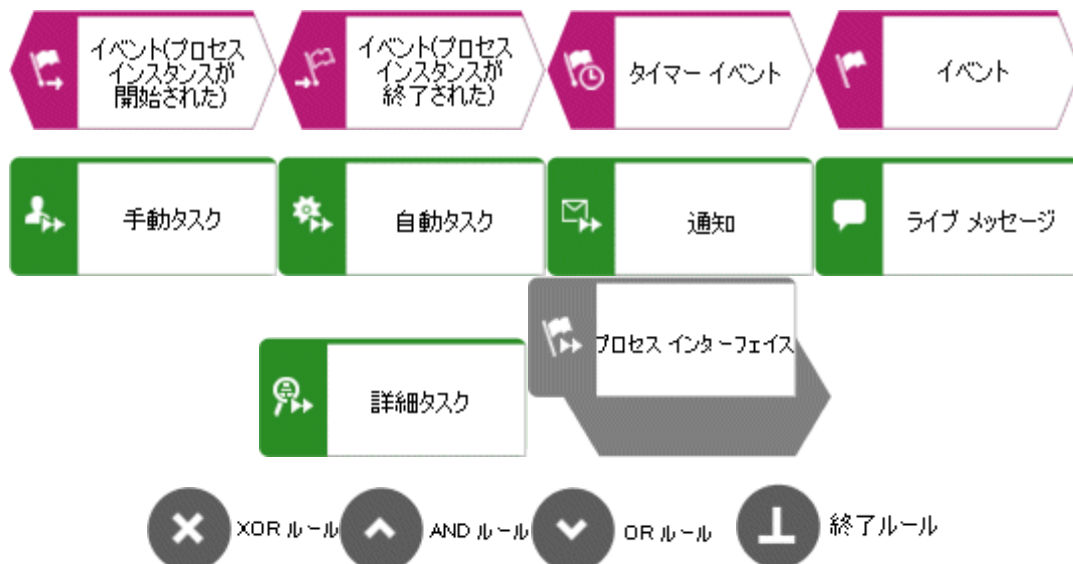 イベント(プロセス
インスタンスが
開始された)
イベント(プロセス
インスタンスが
終了された)
タイマー イベント
イベント
手動タスク
自動タスク
通知
ライブ メッセージ
プロセス インターフェイス
詳細タスク
XOR ルール
AND ルール
OR ルール
終了ルール